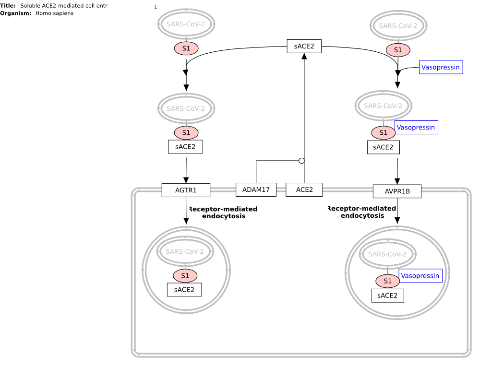 Title: Soluble ACE2 mediated cell entr
Organism: Homo sapiens
1
SARS-CoV-2
SARS-CoV-2
S1
sACE2
S1
Vasopressin
SARS-CoV-2
SARS-CoV-2
S1
Vasopressin
S1
sACE2
sACE2
AGTR1
ADAM17
ACE2
AVPR1B
Receptor-mediated
endocytosis
Receptor-mediated
endocytosis
SARS-CoV-2
SARS-CoV-2
S1
Vasopressin
S1
sACE2
sACE2